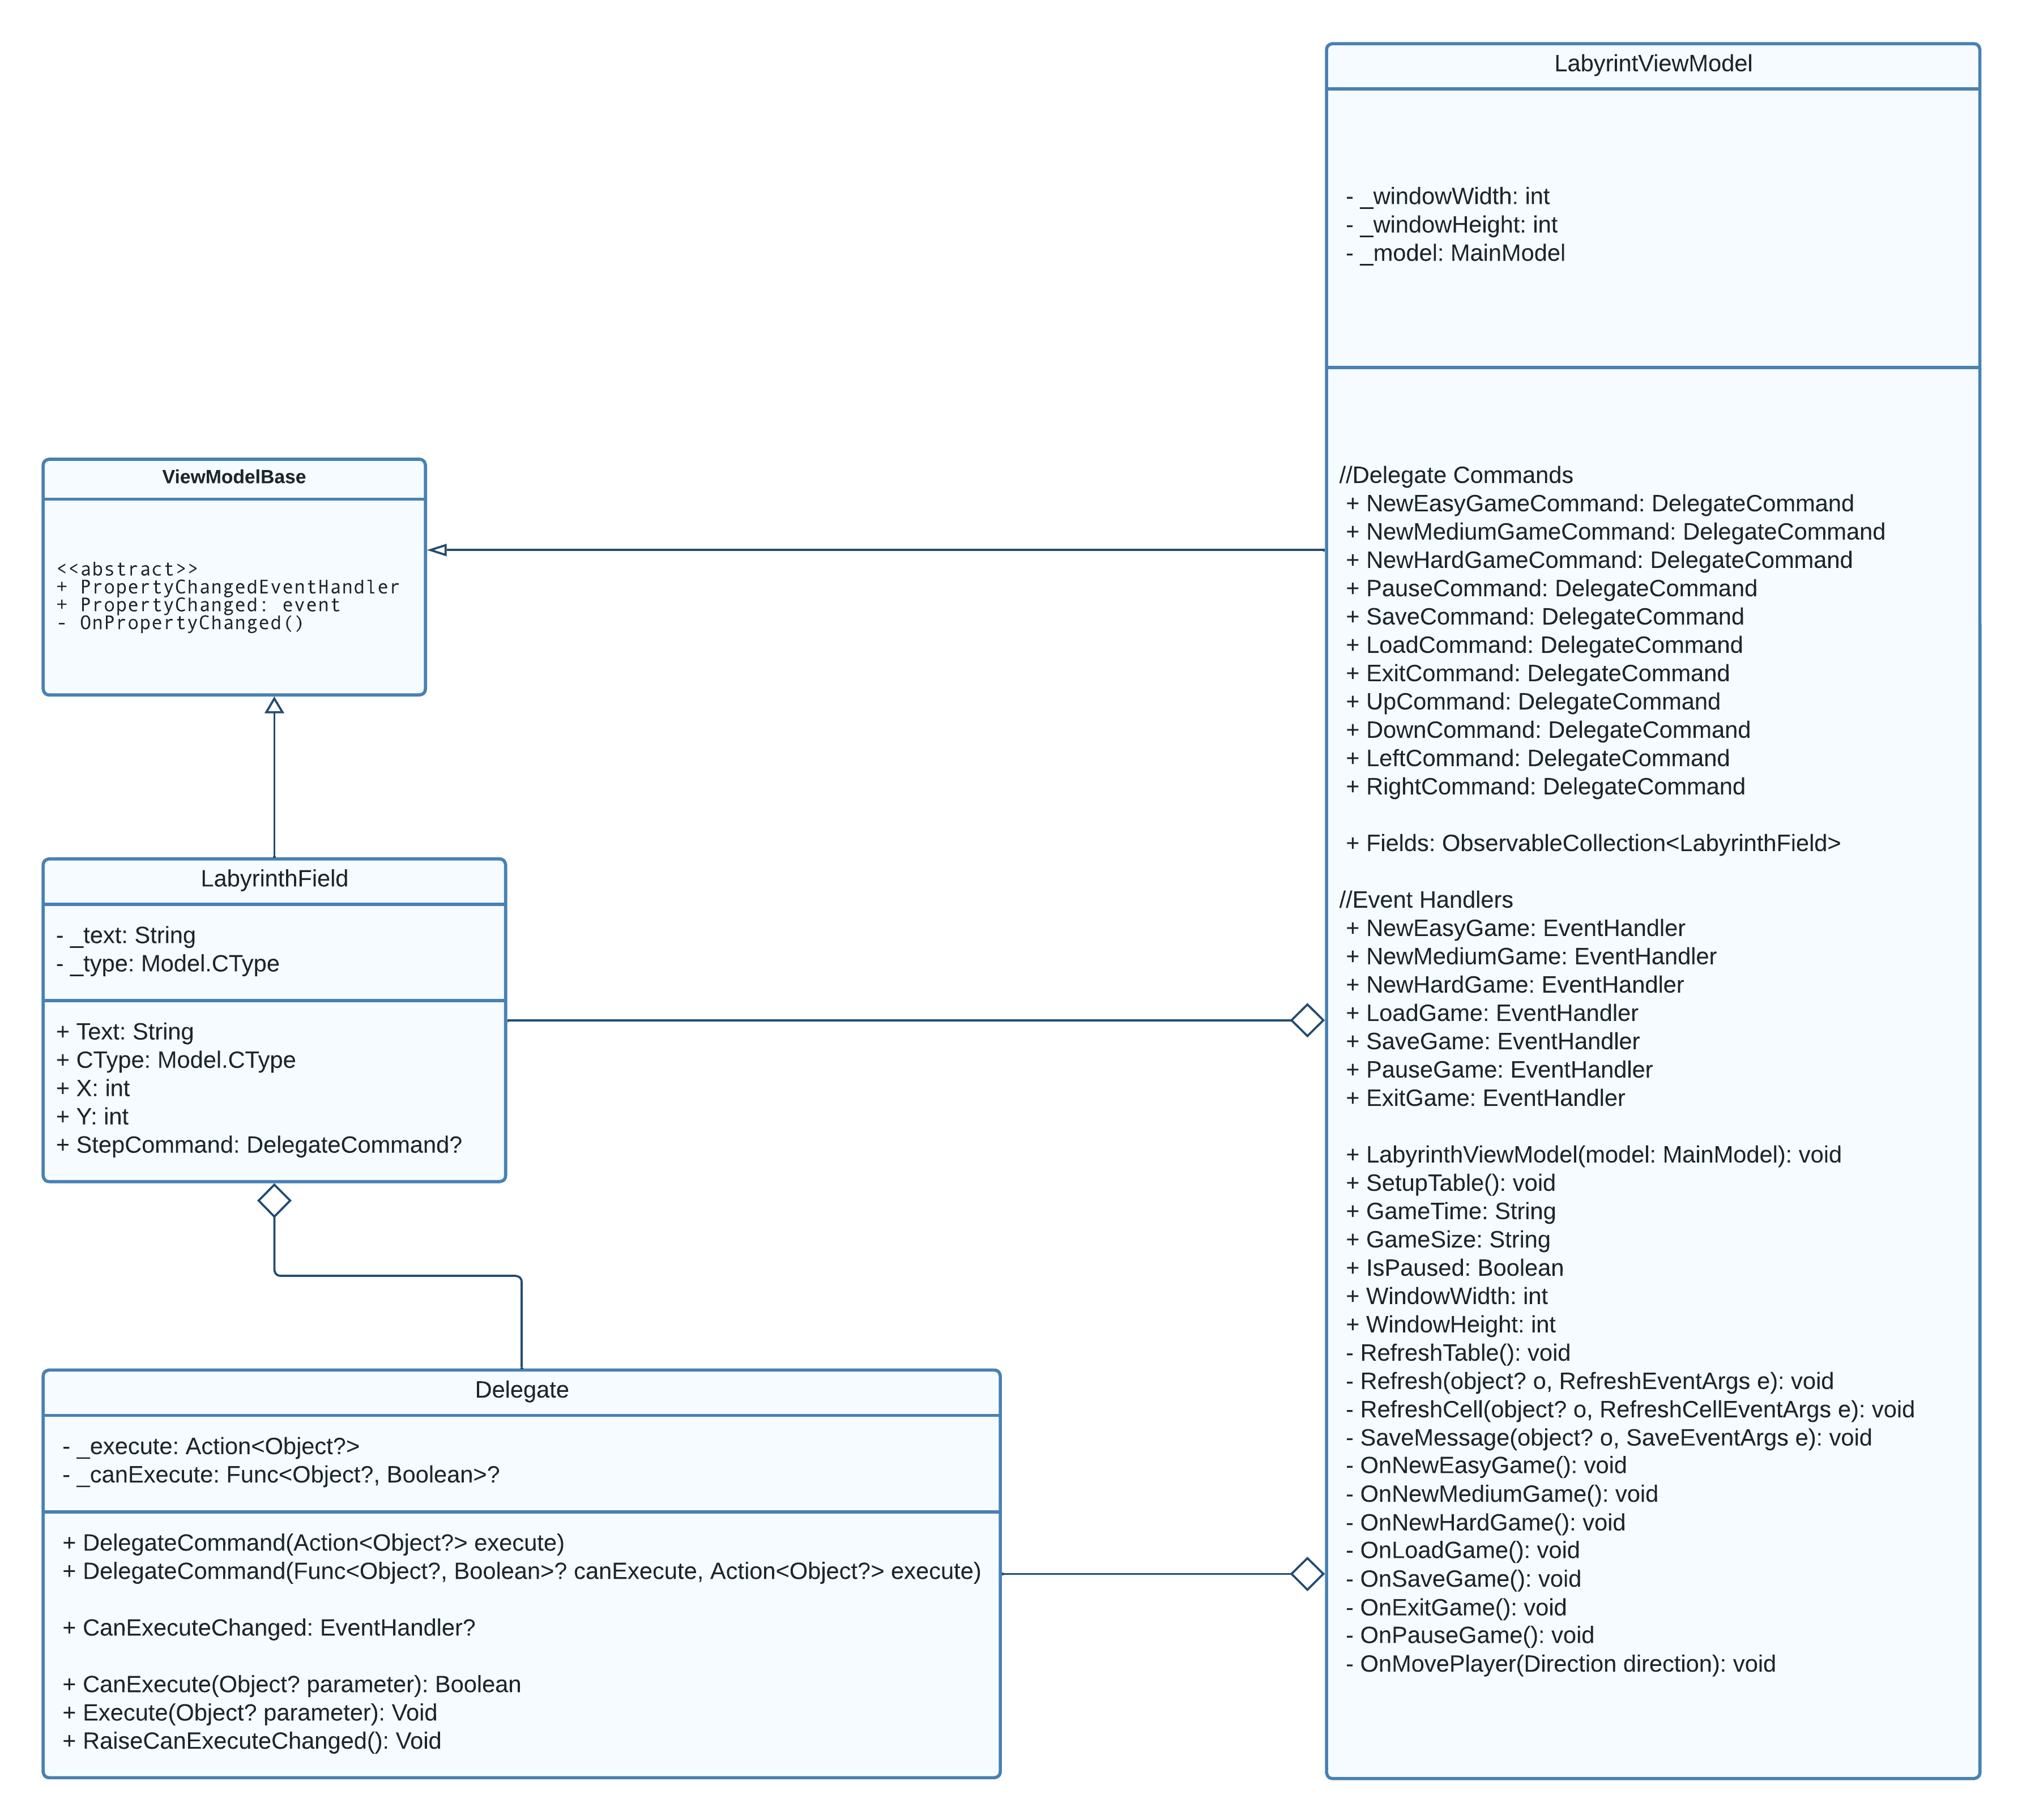 LabyrintViewModel
- _windowWidth: int
- _windowHeight: int
- _model: MainModel
//Delegate Commands
+ NewEasyGameCommand: DelegateCommand
+ NewMediumGameCommand: DelegateCommand
+ NewHardGameCommand: DelegateCommand
+ PauseCommand: DelegateCommand
+ SaveCommand: DelegateCommand
+ LoadCommand: DelegateCommand
+ ExitCommand: DelegateCommand
+ UpCommand: DelegateCommand
+ DownCommand: DelegateCommand
+ LeftCommand: DelegateCommand
+ RightCommand: DelegateCommand
+ Fields: ObservableCollection<LabyrinthField>
//Event Handlers
+ NewEasyGame: EventHandler
+ NewMediumGame: EventHandler
+ NewHardGame: EventHandler
+ LoadGame: EventHandler
+ SaveGame: EventHandler
+ PauseGame: EventHandler
+ ExitGame: EventHandler
+ LabyrinthViewModel(model: MainModel): void
+ SetupTable(): void
+ GameTime: String
+ GameSize: String
+ IsPaused: Boolean
+ WindowWidth: int
+ WindowHeight: int
- RefreshTable(): void
- Refresh(object? o, RefreshEventArgs e): void
- RefreshCell(object? o, RefreshCellEventArgs e): void
- SaveMessage(object? o, SaveEventArgs e): void
- OnNewEasyGame(): void
- OnNewMediumGame(): void
- OnNewHardGame(): void
- OnLoadGame(): void
- OnSaveGame(): void
- OnExitGame(): void
- OnPauseGame(): void
- OnMovePlayer(Direction direction): void
ViewModelBase
<<abstract>>
+ PropertyChangedEventHandler
+ PropertyChanged: event
- OnPropertyChanged()
LabyrinthField
- _text: String
- _type: Model.CType
+ Text: String
+ CType: Model.CType
+ X: int
+ Y: int
+ StepCommand: DelegateCommand?
Delegate
- _execute: Action<Object?>
- _canExecute: Func<Object?, Boolean>?
+ DelegateCommand(Action<Object?> execute)
+ DelegateCommand(Func<Object?, Boolean>? canExecute, Action<Object?> execute)
+ CanExecuteChanged: EventHandler?
+ CanExecute(Object? parameter): Boolean
+ Execute(Object? parameter): Void
+ RaiseCanExecuteChanged(): Void